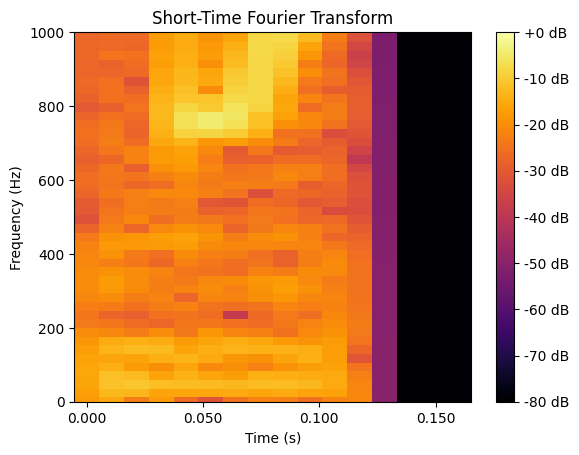 Short-Time Fourier Transform
1000
800
600
400
200
0
Frequency (Hz)
0.000
0.050
0.100
0.150
Time (s)
+0 dB
-10 dB
-20 dB
-30 dB
-40 dB
-50 dB
-60 dB
-70 dB
-80 dB